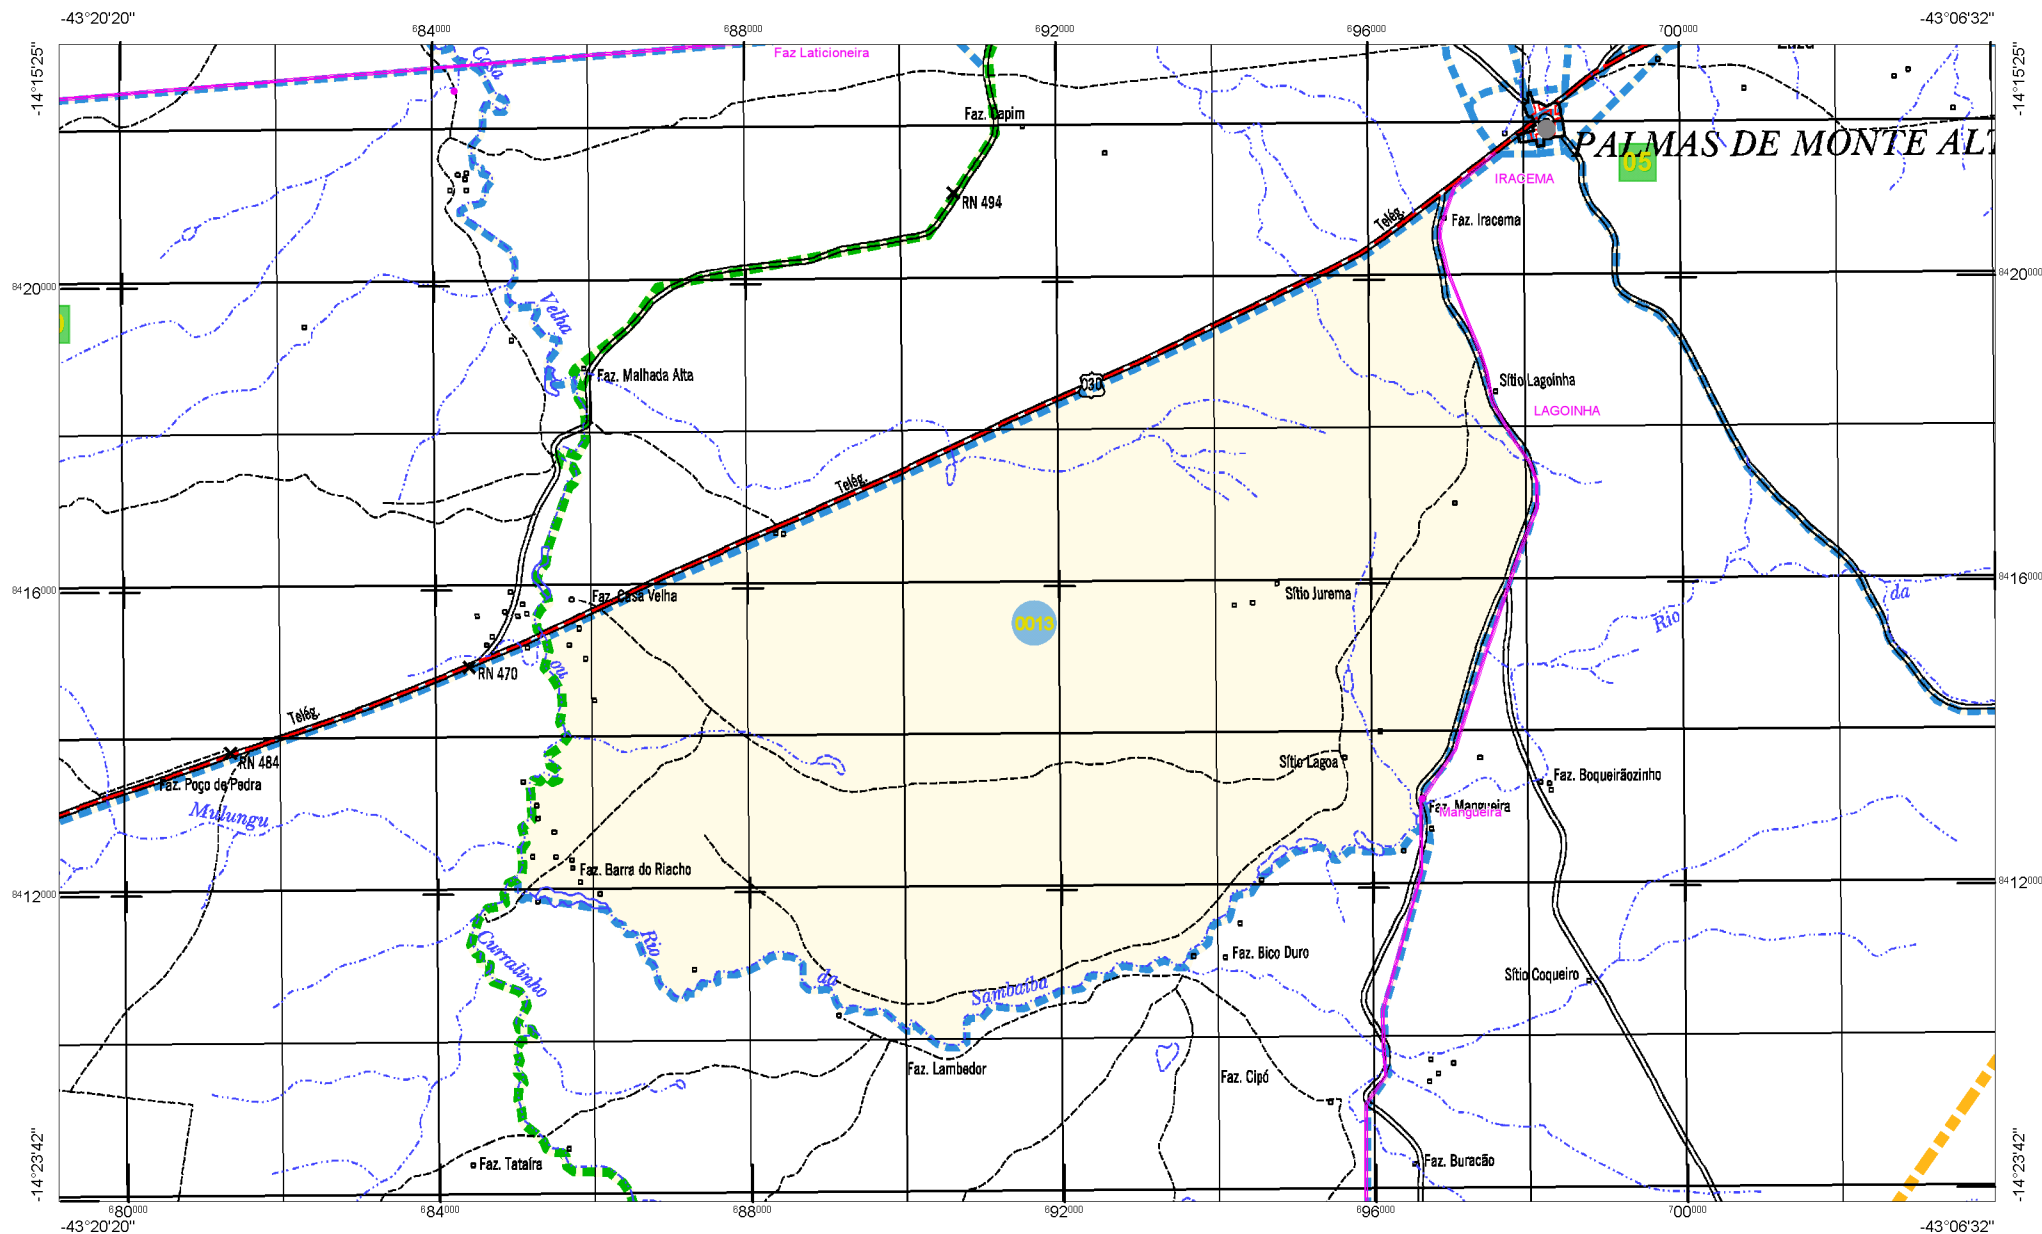 -43°20'20"
-43°06'32"
684000
688000
692000
696000
700000
-14°15'25"
-14°15'25"
Faz Laticioneira
Casa
Faz. Capim
PALMAS DE MONTE ALT
05
IRACEMA
RN 494
Teleg.
Faz. Iracema
8420000
8420000
Velha
Faz. Malhada Alta
030
Sítio Lagoinha
LAGOINHA
Teleg.
8416000
8416000
Faz. Casa Velha
Sítio Jurema
0013
Rio
da
ou
RN 470
Teleg.
RN 484
Sítio Lagoa
Faz. Boqueirãozinho
Faz. Poço de Pedra
Mulungu
Faz. Mangueira
Mangueira
Faz. Barra do Riacho
8412000
8412000
Curralinho
Rio
da
Sambaíba
Faz. Bico Duro
Sítio Coqueiro
Faz. Lambedor
Faz. Cipó
Faz. Tataíra
Faz. Buracão
-14°23'42"
-14°23'42"
680000
684000
688000
692000
696000
700000
-43°20'20"
-43°06'32"